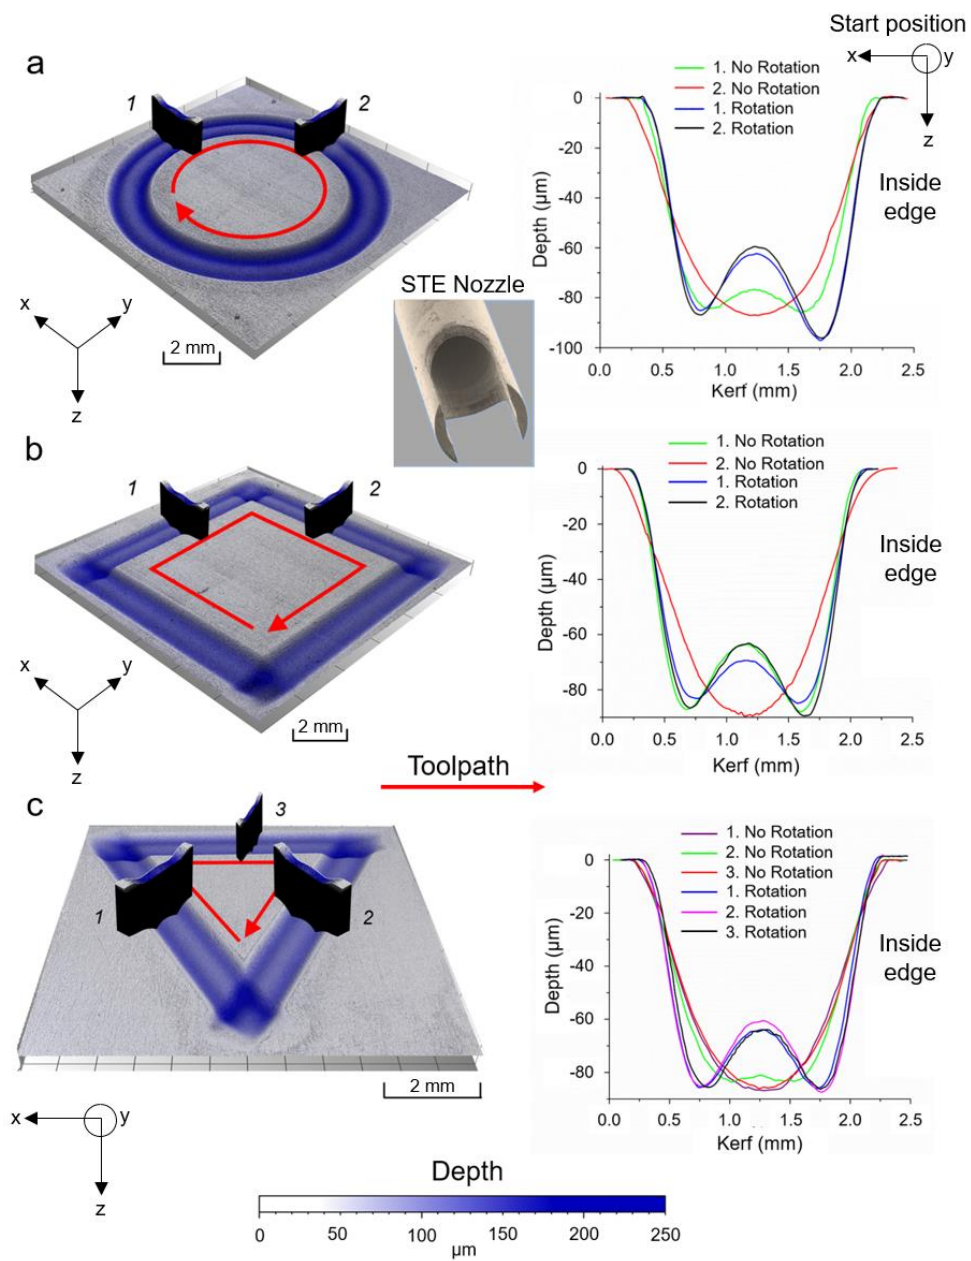 Start position
x
y
z
a
1
2
x
y
z
2 mm
1. No Rotation
2. No Rotation
1. Rotation
2. Rotation
0
-20
-40
-60
-80
-100
Depth (µm)
Inside
edge
0.0 0.5 1.0 1.5 2.0 2.5
Kerf (mm)
STE Nozzle
b
1
2
x
y
z
2 mm
1. No Rotation
2. No Rotation
1. Rotation
2. Rotation
0
-20
-40
-60
-80
Depth (µm)
Inside
edge
0.0 0.5 1.0 1.5 2.0 2.5
Kerf (mm)
Toolpath
c
1
2
3
2 mm
x
y
z
1. No Rotation
2. No Rotation
3. No Rotation
1. Rotation
2. Rotation
3. Rotation
0
-20
-40
-60
-80
Depth (µm)
Inside
edge
0.0 0.5 1.0 1.5 2.0 2.5
Kerf (mm)
Depth
0 50 100 150 200 250
µm